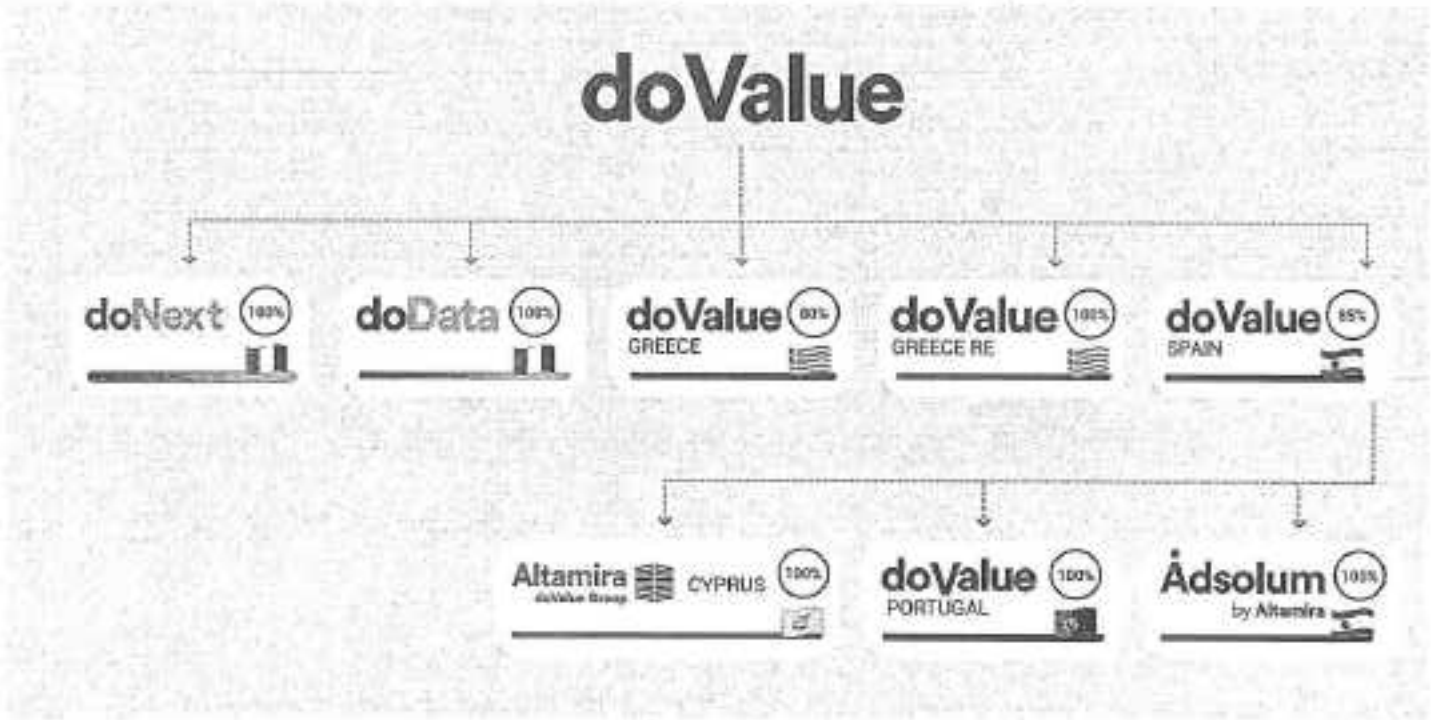 doValue
doNext 100%
doData 100%
doValue 80%
GREECE
doValue 100%
GREECE RE
doValue 85%
SPAIN
Altamira CYPRUS 100%
doValue Group
doValue 100%
PORTUGAL
Adsolum 100%
by Altamira